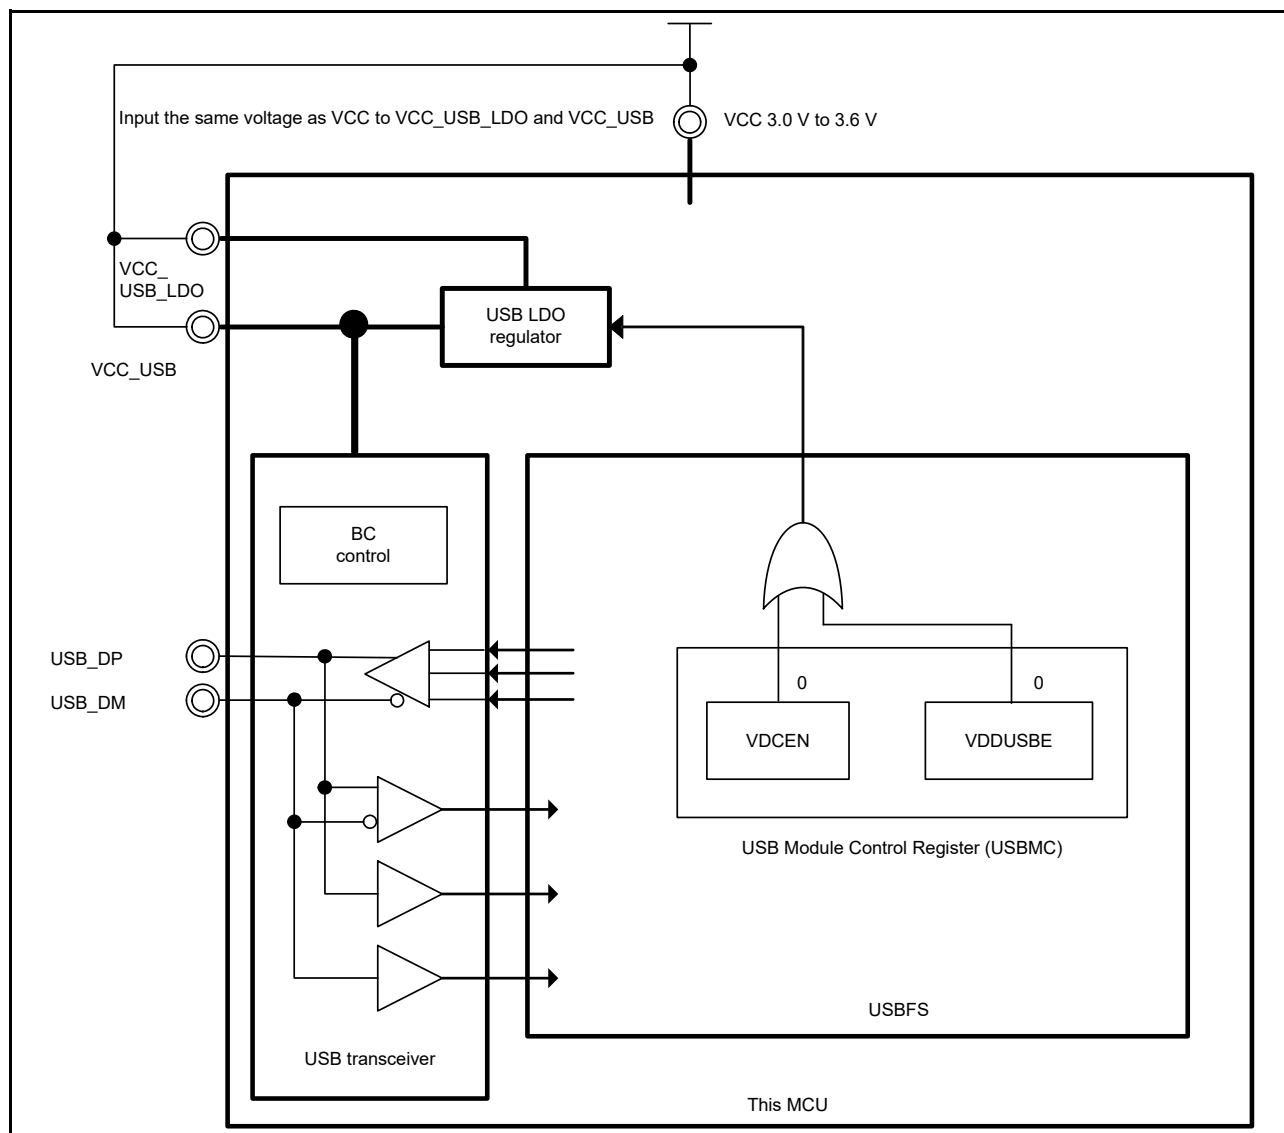 Input the same voltage as VCC to VCC_USB_LDO and VCC_USB
VCC 3.0 V to 3.6 V
VCC_
USB_LDO
USB LDO
regulator
VCC_USB
BC
control
USB_DP
USB_DM
0
0
VDCEN
VDDUSBE
USB Module Control Register (USBMC)
USBFS
USB transceiver
This MCU